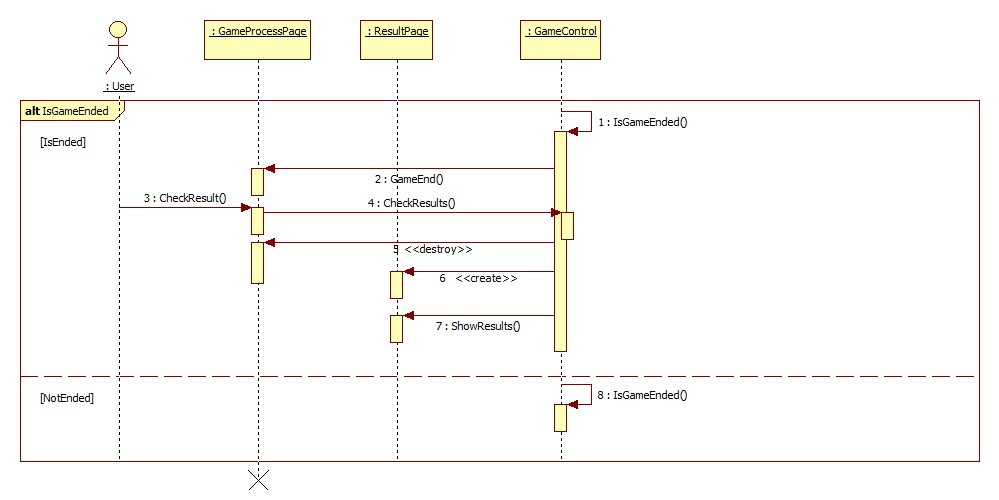 : GameProcessPage
: ResultPage
: GameControl
: User
alt IsGameEnded
1 : IsGameEnded()
[IsEnded]
2 : GameEnd()
3 : CheckResult()
4 : CheckResults()
5 <<destroy>>
6 <<create>>
7 : ShowResults()
[NotEnded]
8 : IsGameEnded()